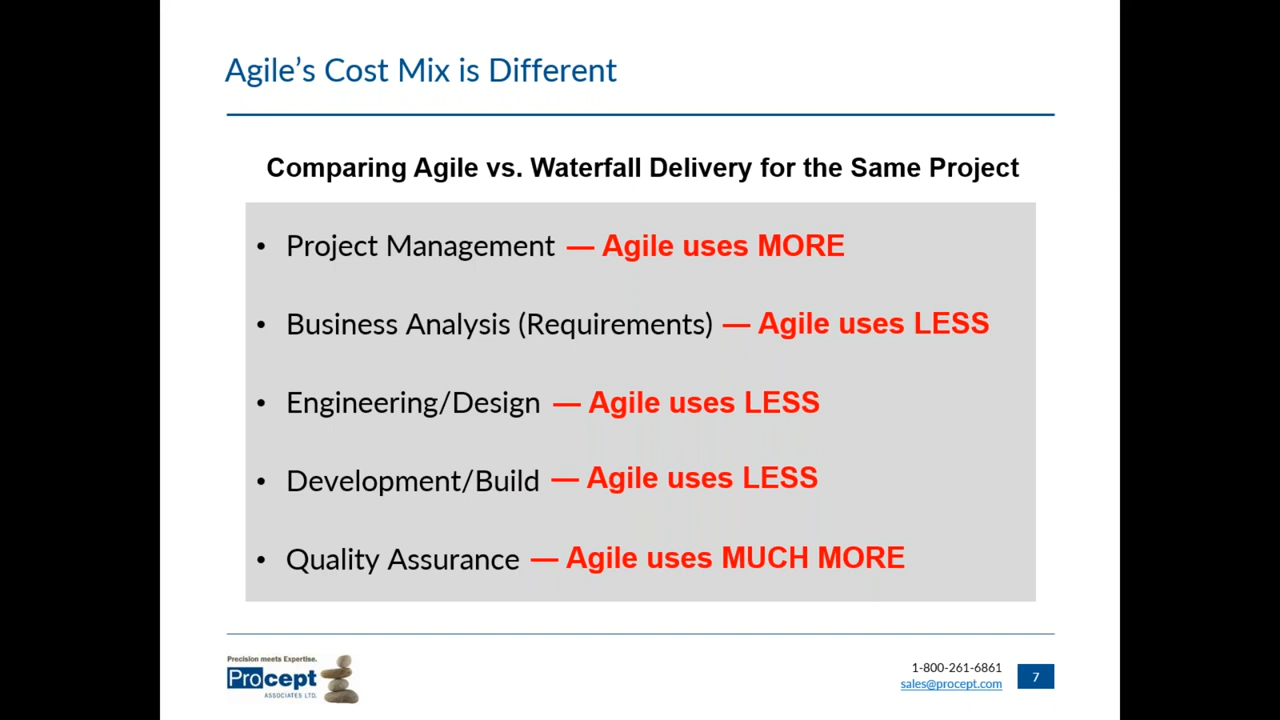 Agile’s Cost Mix is Different
Comparing Agile vs. Waterfall Delivery for the Same Project
• Project Management — Agile uses MORE
• Business Analysis (Requirements) — Agile uses LESS
• Engineering/Design — Agile uses LESS
• Development/Build — Agile uses LESS
• Quality Assurance — Agile uses MUCH MORE
Precision meets Expertise.
Procept
ASSOCIATES LTD.
1-800-261-6861
sales@procept.com
7